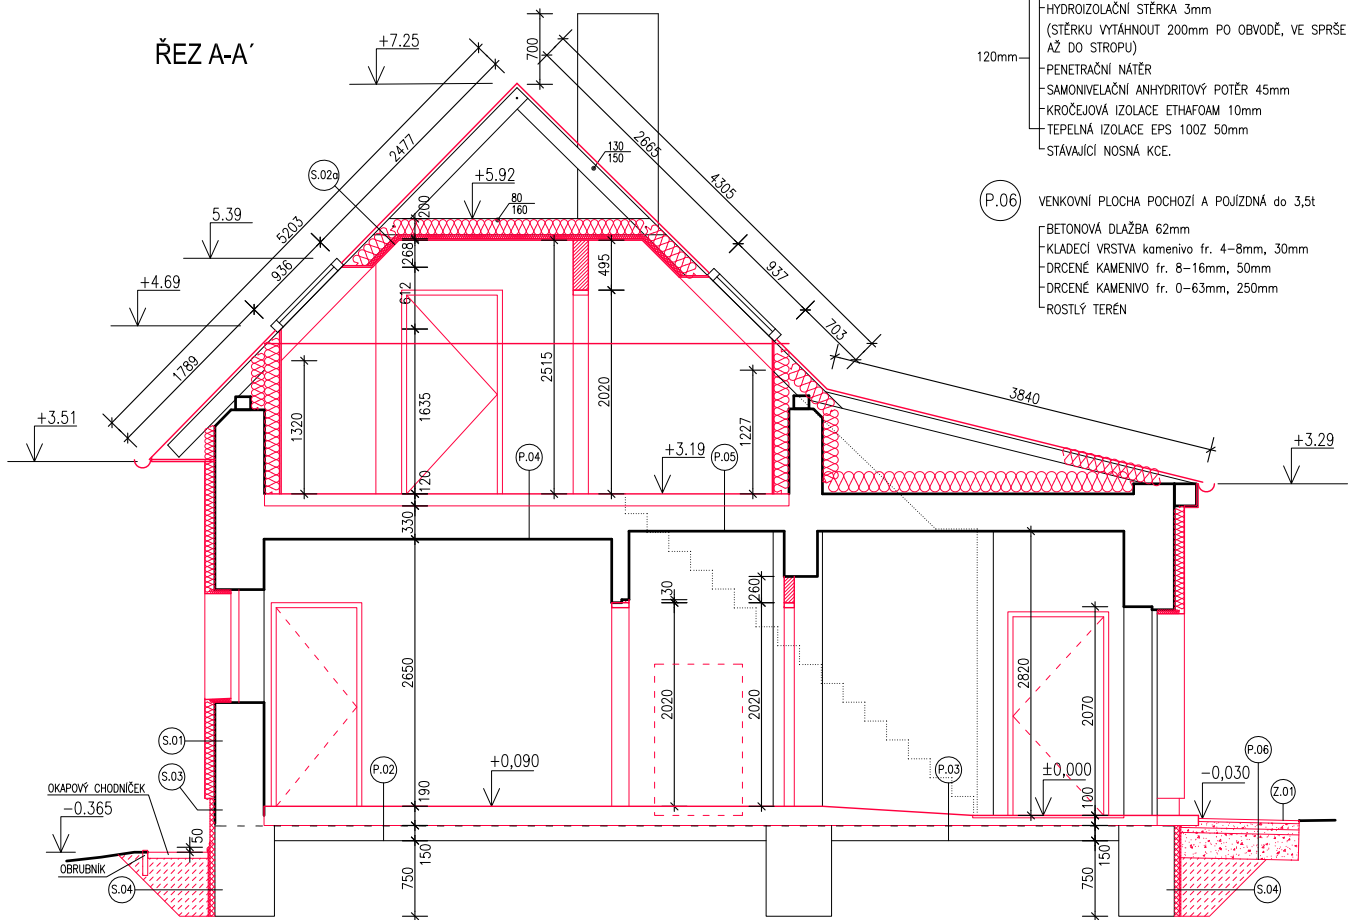 ŘEZ A-A´
HYDROIZOLAČNÍ STĚRKA 3mm
(STĚRKU VYTÁHNOUT 200mm PO OBVODĚ, VE SPRŠE
AŽ DO STROPU)
120mm
PENETRAČNÍ NÁTĚR
SAMONIVELAČNÍ ANHYDRITOVÝ POTĚR 45mm
KROČEJOVÁ IZOLACE ETHAFOAM 10mm
TEPELNÁ IZOLACE EPS 100Z 50mm
STÁVAJÍCÍ NOSNÁ KCE.
P.06 VENKOVNÍ PLOCHA POCHOZÍ A POJÍZDNÁ do 3,5t
BETONOVÁ DLAŽBA 62mm
KLADECÍ VRSTVA kamenivo fr. 4-8mm, 30mm
DRCENÉ KAMENIVO fr. 8-16mm, 50mm
DRCENÉ KAMENIVO fr. 0-63mm, 250mm
ROSTLÝ TERÉN
+7.25
700
2477
2665
130
150
4305
S.02a
+5.92
80
160
200
5.39
5203
268
495
936
937
+4.69
612
703
1789
2515
2020
1635
1320
1227
3840
+3.51
+3.19
+3.29
P.04
P.05
120
330
30
260
2650
2020
2020
2820
2070
S.01
S.03
P.02
+0,090
P.03
±0,000
P.06
-0,030
Z.01
190
100
OKAPOVÝ CHODNÍČEK
-0.365
50
OBRUBNÍK
150
150
S.04
750
750
S.04